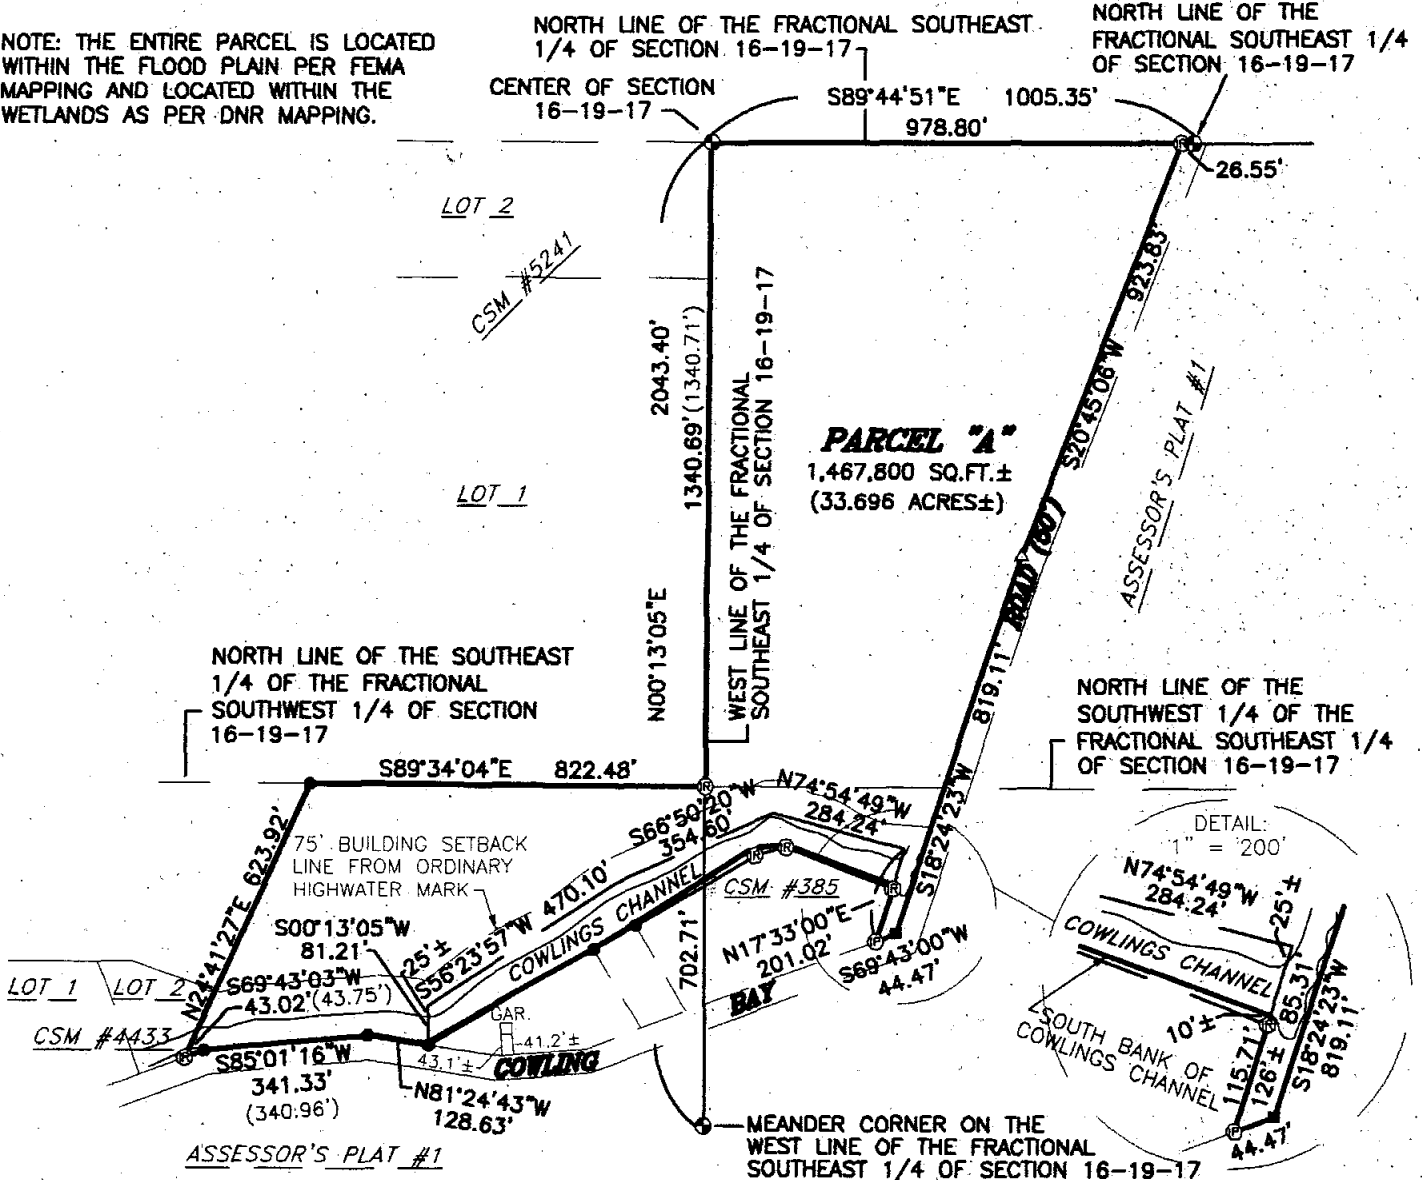 NOTE: THE ENTIRE PARCEL IS LOCATED
WITHIN THE FLOOD PLAIN PER FEMA
MAPPING AND LOCATED WITHIN THE
WETLANDS AS PER DNR MAPPING.
NORTH LINE OF THE FRACTIONAL SOUTHEAST
1/4 OF SECTION 16-19-17
NORTH LINE OF THE
FRACTIONAL SOUTHEAST 1/4
OF SECTION 16-19-17
CENTER OF SECTION
16-19-17
S89°44'51"E 1005.35'
978.80'
26.55'
LOT 2
CSM #5241
LOT 1
2043.40'
1340.69'(1340.71')
N00°13'05"E
WEST LINE OF THE FRACTIONAL
SOUTHEAST 1/4 OF SECTION 16-19-17
PARCEL "A"
1,467,800 SQ.FT.±
(33.696 ACRES±)
923.83'
S20°45'06"W
ROAD (60')
ASSESSOR'S PLAT #1
819.11'
S18°24'23"W
NORTH LINE OF THE SOUTHEAST
1/4 OF THE FRACTIONAL
SOUTHWEST 1/4 OF SECTION
16-19-17
NORTH LINE OF THE
SOUTHWEST 1/4 OF THE
FRACTIONAL SOUTHEAST 1/4
OF SECTION 16-19-17
S89°34'04"E 822.48'
N24°41'27"E 623.92'
75' BUILDING SETBACK
LINE FROM ORDINARY
HIGHWATER MARK
S66°50'20"W
354.60'
N74°54'49"W
284.24'
S00°13'05"W
81.21'
25'±
S56°23'57"W 470.10'
COWLINGS CHANNEL
CSM #385
N17°33'00"E
201.02'
S69°43'00"W
44.47'
702.71'
BAY
LOT 1
LOT 2
S69°43'03"W
43.02'(43.75')
CSM #4433
S85°01'16"W
341.33'
(340.96')
GAR.
41.2'±
43.1'±
COWLING
N81°24'43"W
128.63'
ASSESSOR'S PLAT #1
MEANDER CORNER ON THE
WEST LINE OF THE FRACTIONAL
SOUTHEAST 1/4 OF SECTION 16-19-17
DETAIL:
1" = 200'
N74°54'49"W
284.24'
25'±
COWLINGS CHANNEL
85.31'
S18°24'23"W
819.11'
10'±
SOUTH BANK OF
COWLINGS CHANNEL
115.71'
126'±
44.47'